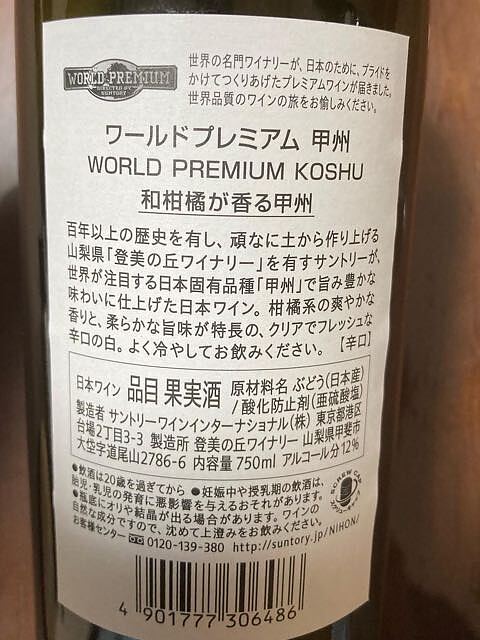 WORLD PREMIUM
DIRECTED BY
SUNTORY
世界の名門ワイナリーが、日本のために、プライドを
かけてつくりあげたプレミアムワインが届きました。
世界品質のワインの旅をお愉しみください。
ワールドプレミアム 甲州
WORLD PREMIUM KOSHU
和柑橘が香る甲州
百年以上の歴史を有し、頑なに土から作り上げる
山梨県「登美の丘ワイナリー」を有すサントリーが、
世界が注目する日本固有品種「甲州」で旨み豊かな
味わいに仕上げた日本ワイン。柑橘系の爽やかな
香りと、柔らかな旨味が特長の、クリアでフレッシュな
辛口の白。よく冷やしてお飲みください。【辛口】
日本ワイン 品目 果実酒 原材料名 ぶどう(日本産)
/酸化防止剤(亜硫酸塩)
製造者 サントリーワインインターナショナル(株) 東京都港区
台場2丁目3-3 製造所 登美の丘ワイナリー 山梨県甲斐市
大垈字道尾山2786-6 内容量 750ml アルコール分 12%
●飲酒は20歳を過ぎてから ●妊娠中や授乳期の飲酒は、
胎児・乳児の発育に悪影響を与えるおそれがあります。
●瓶底にオリや結晶が出る場合があります。ワインの
自然な成分ですので、沈めて上澄みをお飲みください。
お客様センター 0120-139-380 http://suntory.jp/NIHON/
SCREW CAP
4 901777 306486